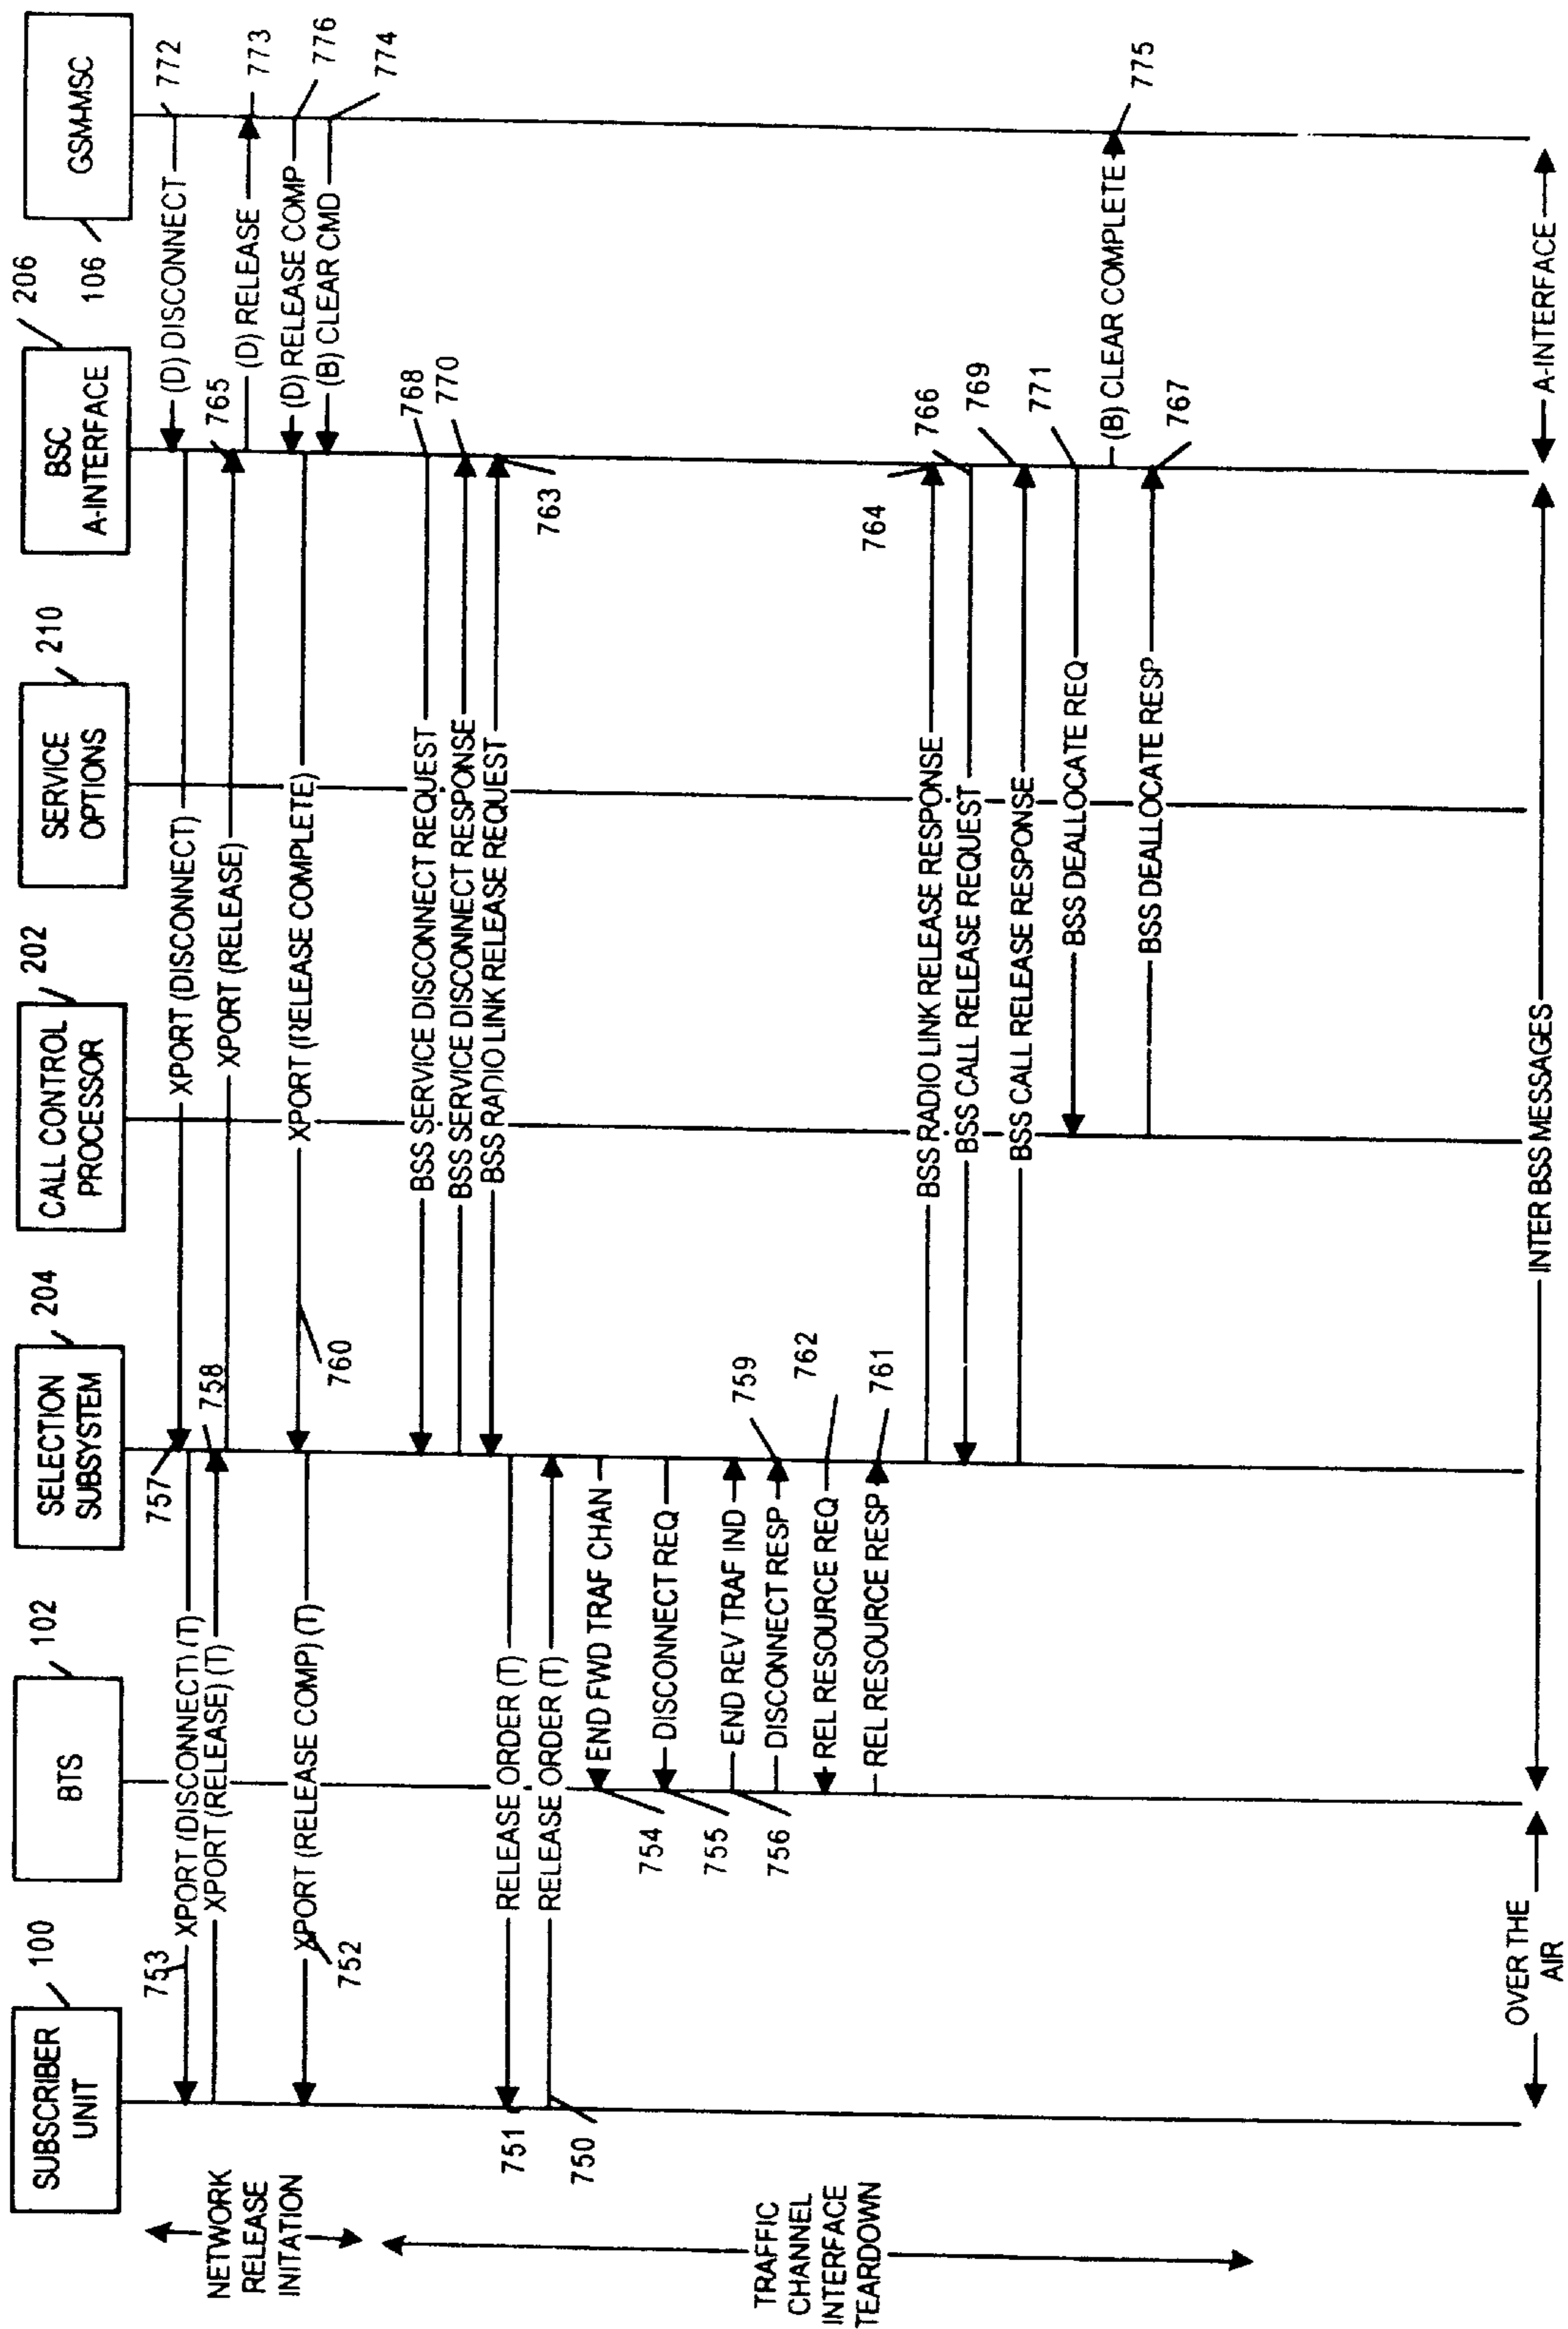 SUBSCRIBER
UNIT
100
BTS
102
SELECTION
SUBSYSTEM
204
CALL CONTROL
PROCESSOR
202
SERVICE
OPTIONS
210
BSC
A-INTERFACE
206
GSM-MSC
106
NETWORK
RELEASE
INITATION
(D) DISCONNECT
772
XPORT (DISCONNECT)
757
753
XPORT (DISCONNECT) (T)
XPORT (RELEASE) (T)
758
XPORT (RELEASE)
765
(D) RELEASE
773
(D) RELEASE COMP
776
XPORT (RELEASE COMPLETE)
760
XPORT (RELEASE COMP) (T)
752
(B) CLEAR CMD
774
TRAFFIC
CHANNEL
INTERFACE
TEARDOWN
BSS SERVICE DISCONNECT REQUEST
768
BSS SERVICE DISCONNECT RESPONSE
770
BSS RADIO LINK RELEASE REQUEST
763
RELEASE ORDER (T)
751
RELEASE ORDER (T)
750
END FWD TRAF CHAN
754
DISCONNECT REQ
755
END REV TRAF IND
756
DISCONNECT RESP
759
REL RESOURCE REQ
762
REL RESOURCE RESP
761
BSS RADIO LINK RELEASE RESPONSE
764
BSS CALL RELEASE REQUEST
766
BSS CALL RELEASE RESPONSE
769
BSS DEALLOCATE REQ
771
(B) CLEAR COMPLETE
775
BSS DEALLOCATE RESP
767
OVER THE
AIR
INTER BSS MESSAGES
A-INTERFACE